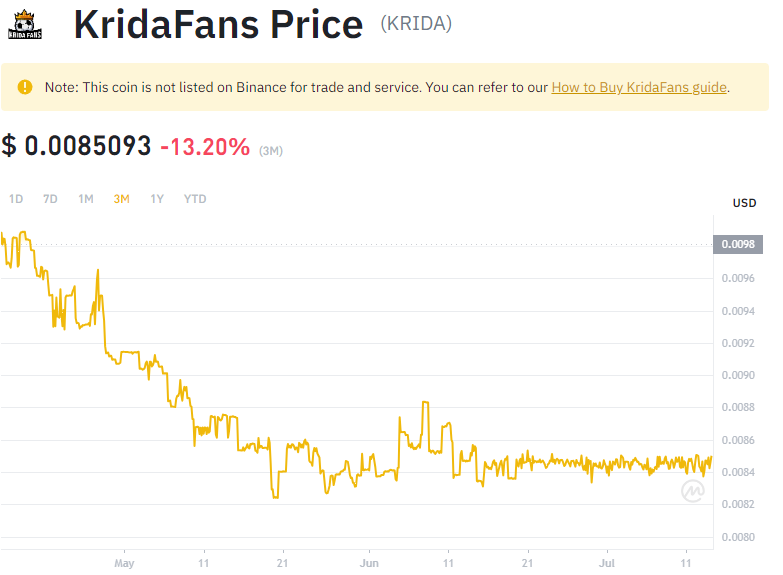 KRIDA FANS
KridaFans Price (KRIDA)
Note: This coin is not listed on Binance for trade and service. You can refer to our How to Buy KridaFans guide.
$ 0.0085093 -13.20% (3M)
1D 7D 1M 3M 1Y YTD
USD
0.0098
0.0096
0.0094
0.0092
0.0090
0.0088
0.0086
0.0084
0.0082
0.0080
May 11 21 Jun 11 21 Jul 11